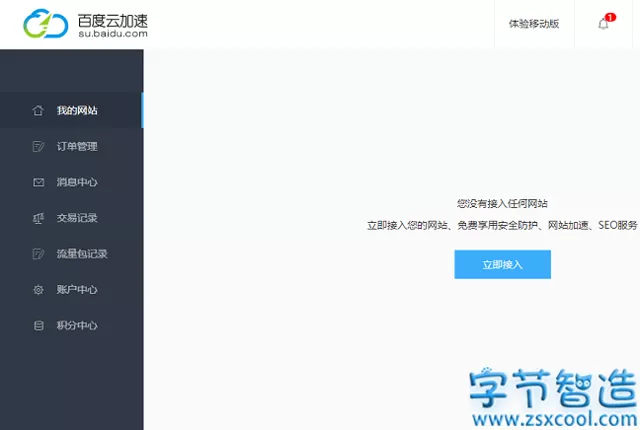 百度云加速
su.baidu.com
体验移动版
1
我的网站
订单管理
消息中心
交易记录
流量包记录
账户中心
积分中心
您没有接入任何网站
立即接入您的网站、免费享用安全防护、网站加速、SEO服务
立即接入
字节智造
www.zsxcool.com